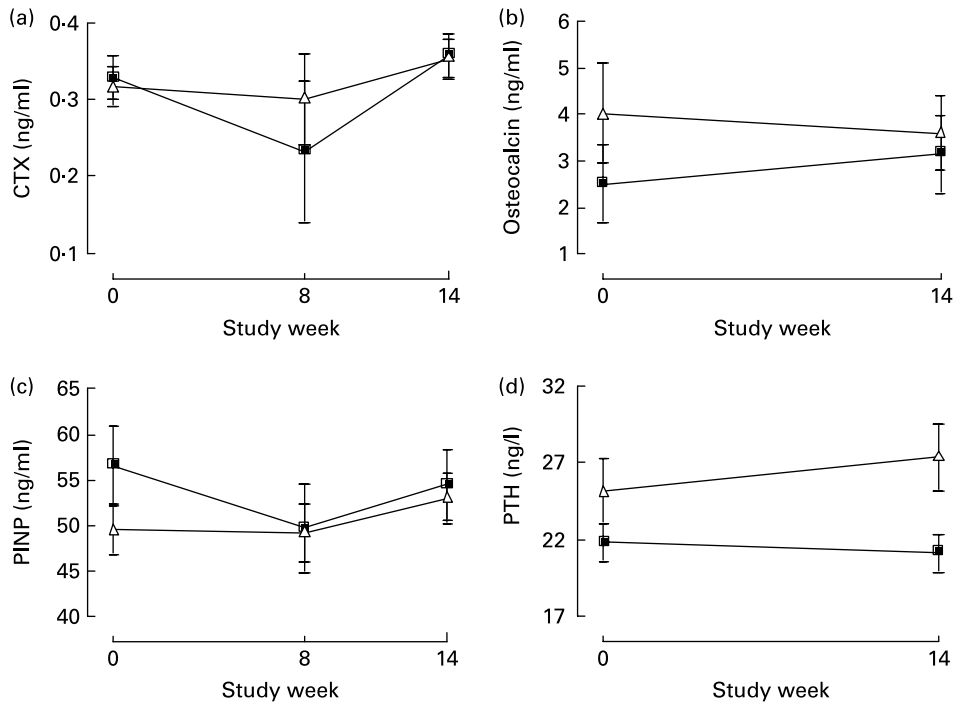 (a)
0·4
0·3
0·2
0·1
CTX (ng/ml)
0 8 14
Study week
(b)
6
5
4
3
2
1
Osteocalcin (ng/ml)
0 14
Study week
(c)
65
60
55
50
45
40
PINP (ng/ml)
0 8 14
Study week
(d)
32
27
22
17
PTH (ng/l)
0 14
Study week